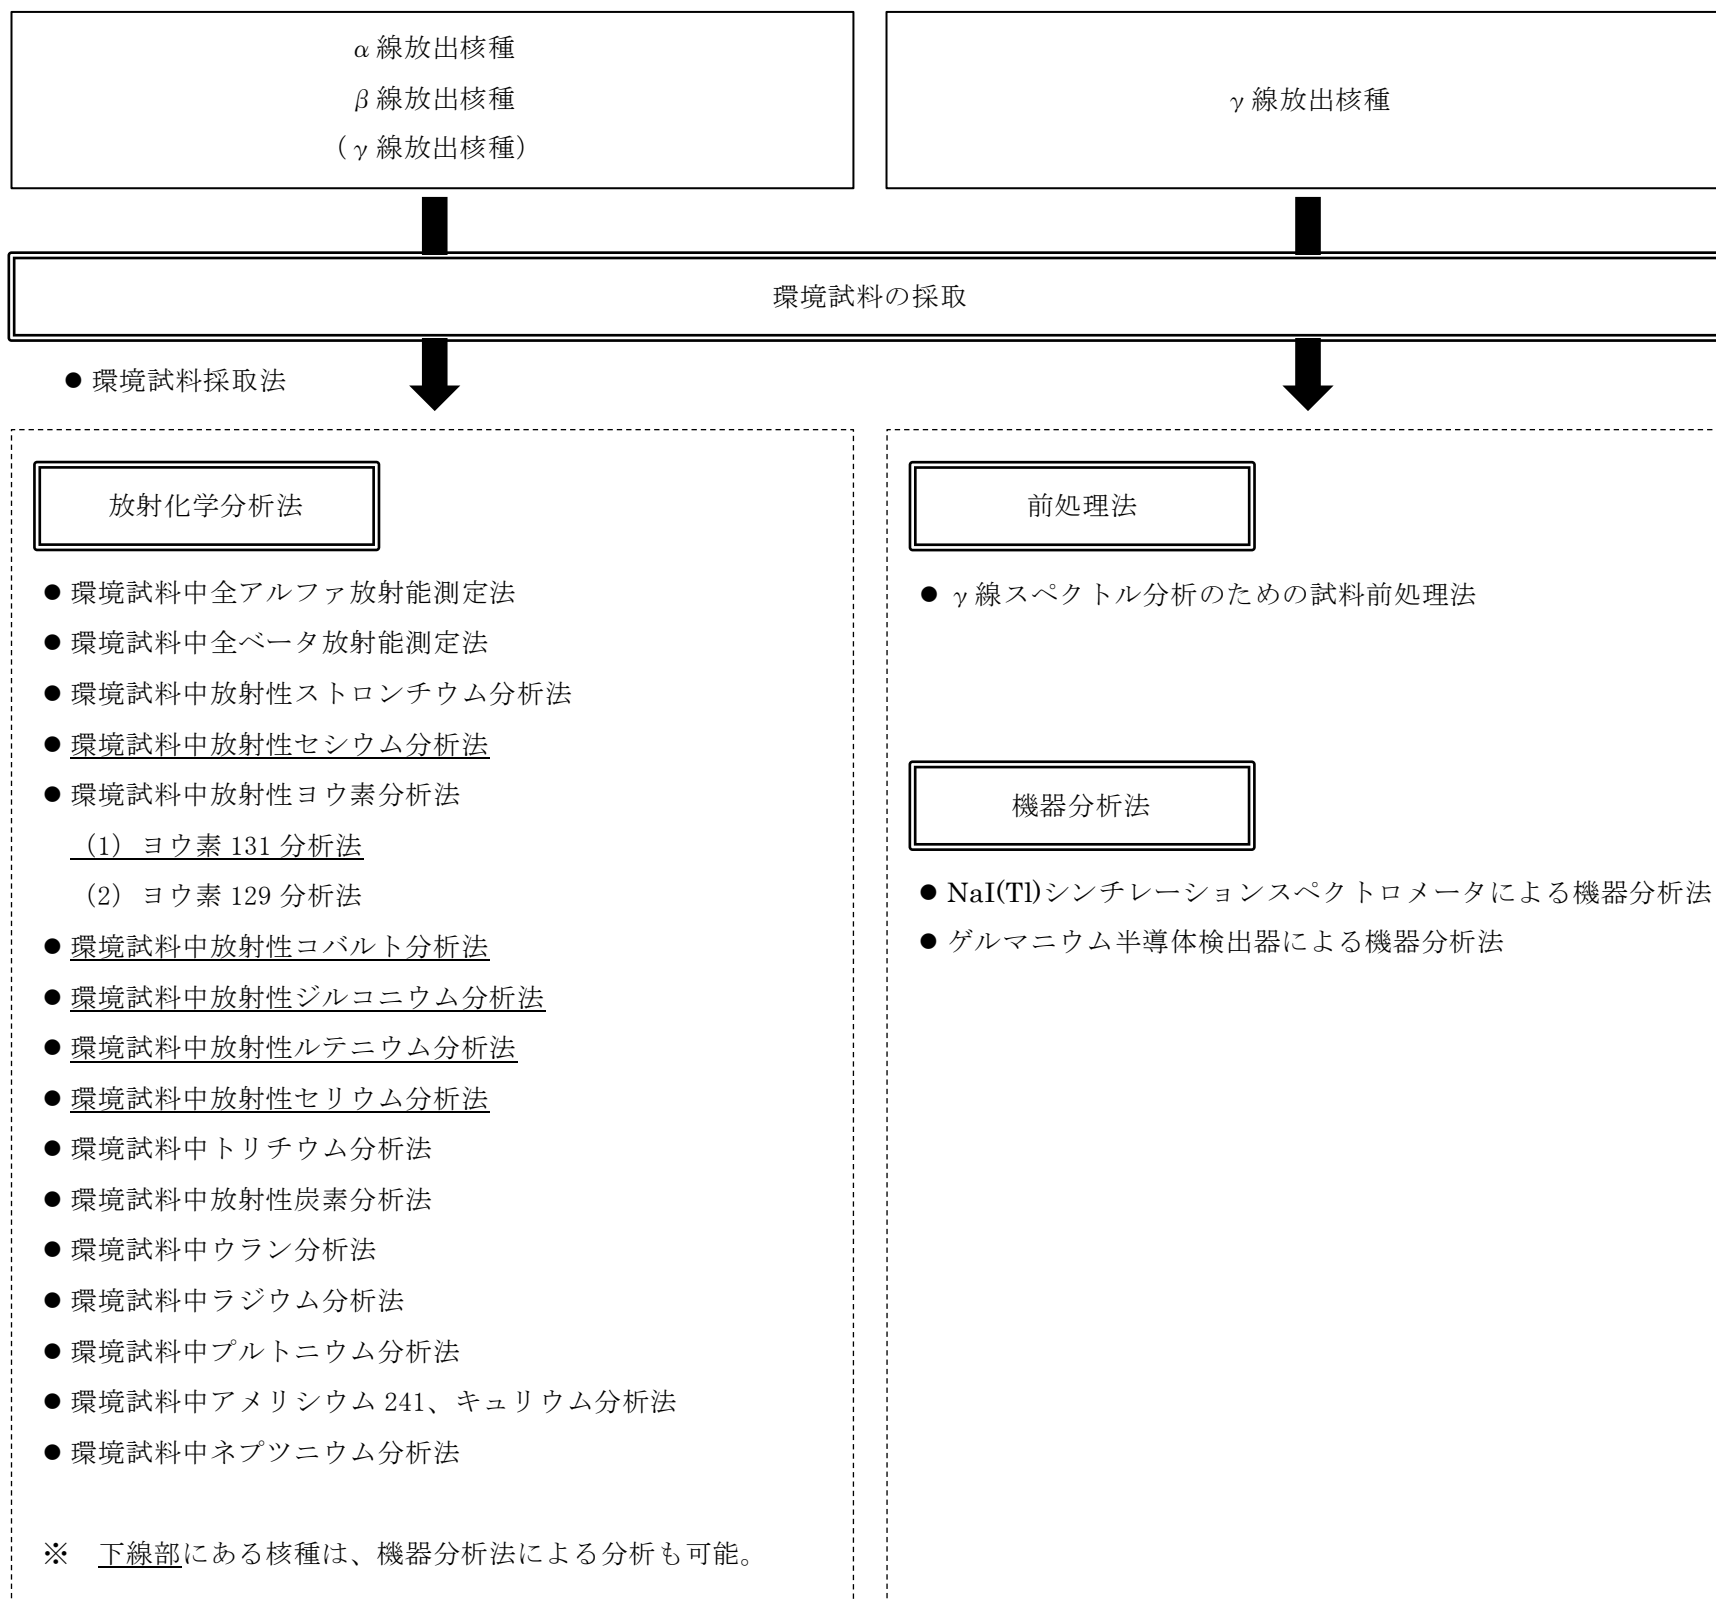 α線放出核種
β線放出核種
（γ線放出核種）
γ線放出核種
環境試料の採取
●環境試料採取法
放射化学分析法
●環境試料中全アルファ放射能測定法
●環境試料中全ベータ放射能測定法
●環境試料中放射性ストロンチウム分析法
●環境試料中放射性セシウム分析法
●環境試料中放射性ヨウ素分析法
（1）ヨウ素 131 分析法
（2）ヨウ素 129 分析法
●環境試料中放射性コバルト分析法
●環境試料中放射性ジルコニウム分析法
●環境試料中放射性ルテニウム分析法
●環境試料中放射性セリウム分析法
●環境試料中トリチウム分析法
●環境試料中放射性炭素分析法
●環境試料中ウラン分析法
●環境試料中ラジウム分析法
●環境試料中プルトニウム分析法
●環境試料中アメリシウム 241、キュリウム分析法
●環境試料中ネプツニウム分析法
※　下線部にある核種は、機器分析法による分析も可能。
前処理法
●γ線スペクトル分析のための試料前処理法
機器分析法
●NaI(Tl)シンチレーションスペクトロメータによる機器分析法
●ゲルマニウム半導体検出器による機器分析法